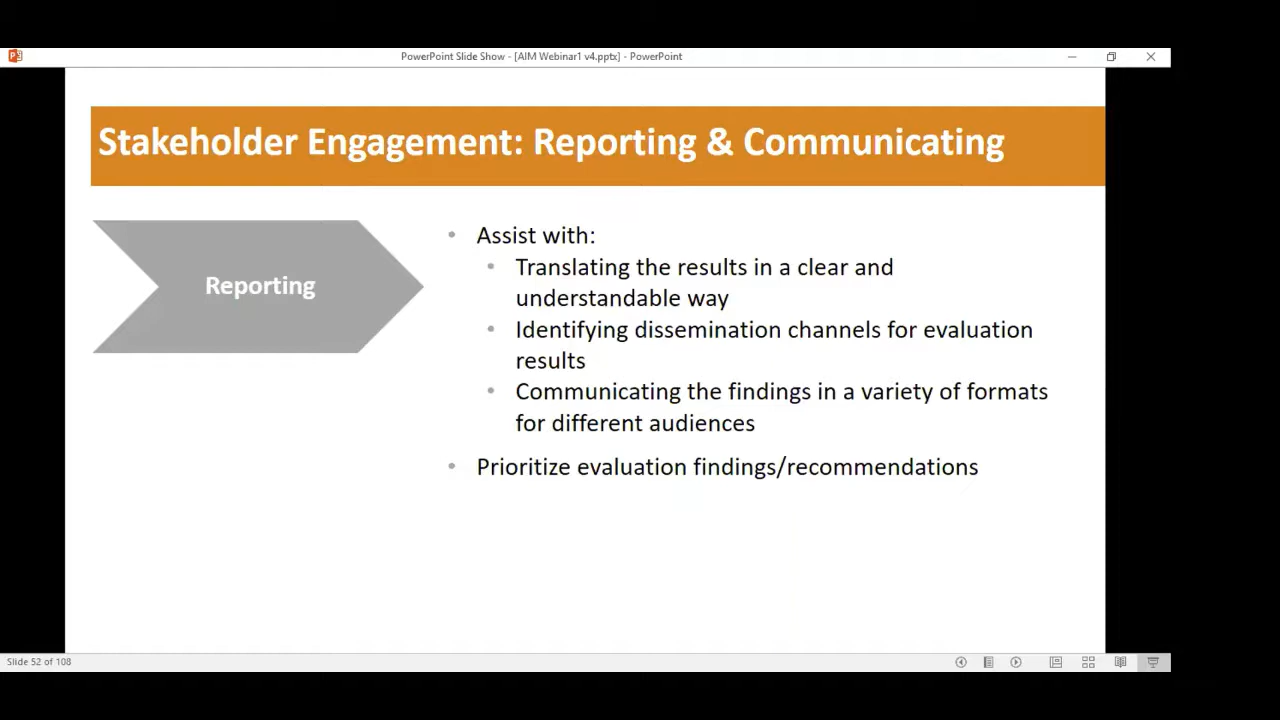 PowerPoint Slide Show - [AIM Webinar1 v4.pptx] - PowerPoint
Stakeholder Engagement: Reporting & Communicating
Reporting
• Assist with:
• Translating the results in a clear and
understandable way
• Identifying dissemination channels for evaluation
results
• Communicating the findings in a variety of formats
for different audiences
• Prioritize evaluation findings/recommendations
Slide 52 of 108